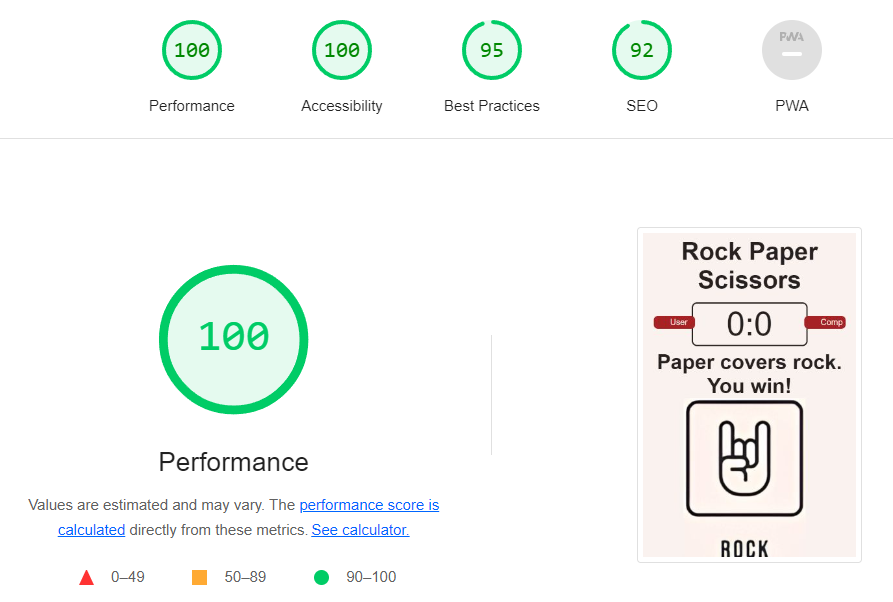 100 100 95 92 PWA
Performance Accessibility Best Practices SEO PWA
Rock Paper
Scissors
User 0:0 Comp
Paper covers rock.
You win!
ROCK
100
Performance
Values are estimated and may vary. The performance score is
calculated directly from these metrics. See calculator.
0–49 50–89 90–100